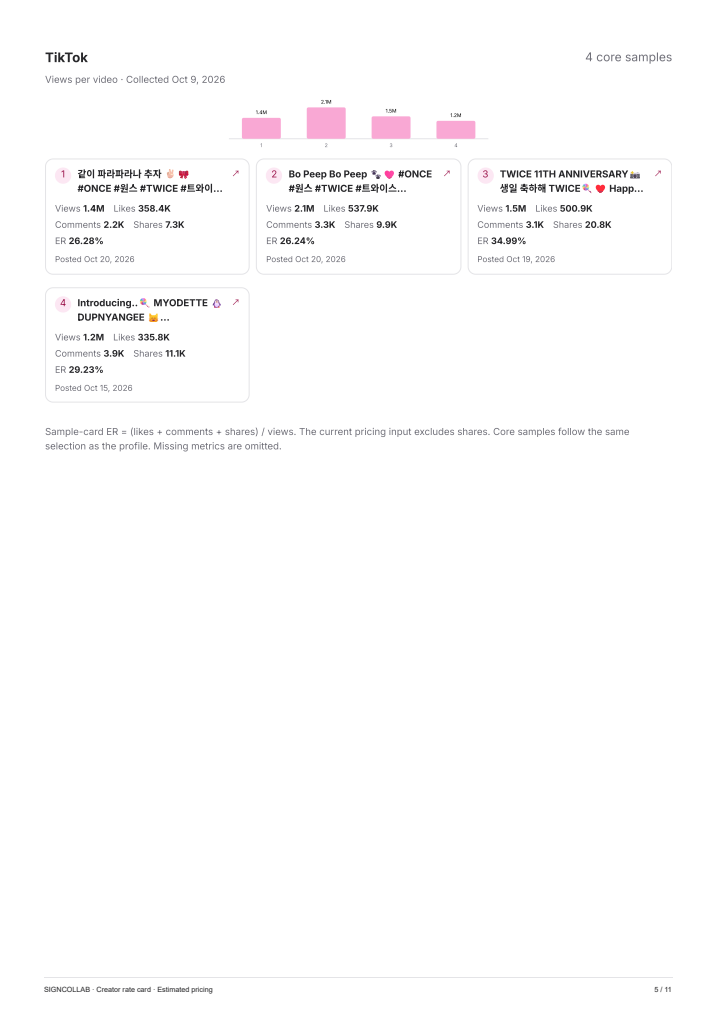 TikTok
4 core samples
Views per video · Collected Oct 9, 2026
1.4M
2.1M
1.5M
1.2M
1
2
3
4
1
같이 파라파라나 추자 ✌🏻 🎀 ↗
#ONCE #원스 #TWICE #트와이...
Views 1.4M Likes 358.4K
Comments 2.2K Shares 7.3K
ER 26.28%
Posted Oct 20, 2026
2
Bo Peep Bo Peep 🐾 💗 #ONCE ↗
#원스 #TWICE #트와이스...
Views 2.1M Likes 537.9K
Comments 3.3K Shares 9.9K
ER 26.24%
Posted Oct 20, 2026
3
TWICE 11TH ANNIVERSARY📸 ↗
생일 축하해 TWICE🍭 ❤️ Happ...
Views 1.5M Likes 500.9K
Comments 3.1K Shares 20.8K
ER 34.99%
Posted Oct 19, 2026
4
Introducing.. 🍭 MYODETTE 🐧 ↗
DUPNYANGEE 🐱 ...
Views 1.2M Likes 335.8K
Comments 3.9K Shares 11.1K
ER 29.23%
Posted Oct 15, 2026
Sample-card ER = (likes + comments + shares) / views. The current pricing input excludes shares. Core samples follow the same
selection as the profile. Missing metrics are omitted.
SIGNCOLLAB · Creator rate card · Estimated pricing
5 / 11